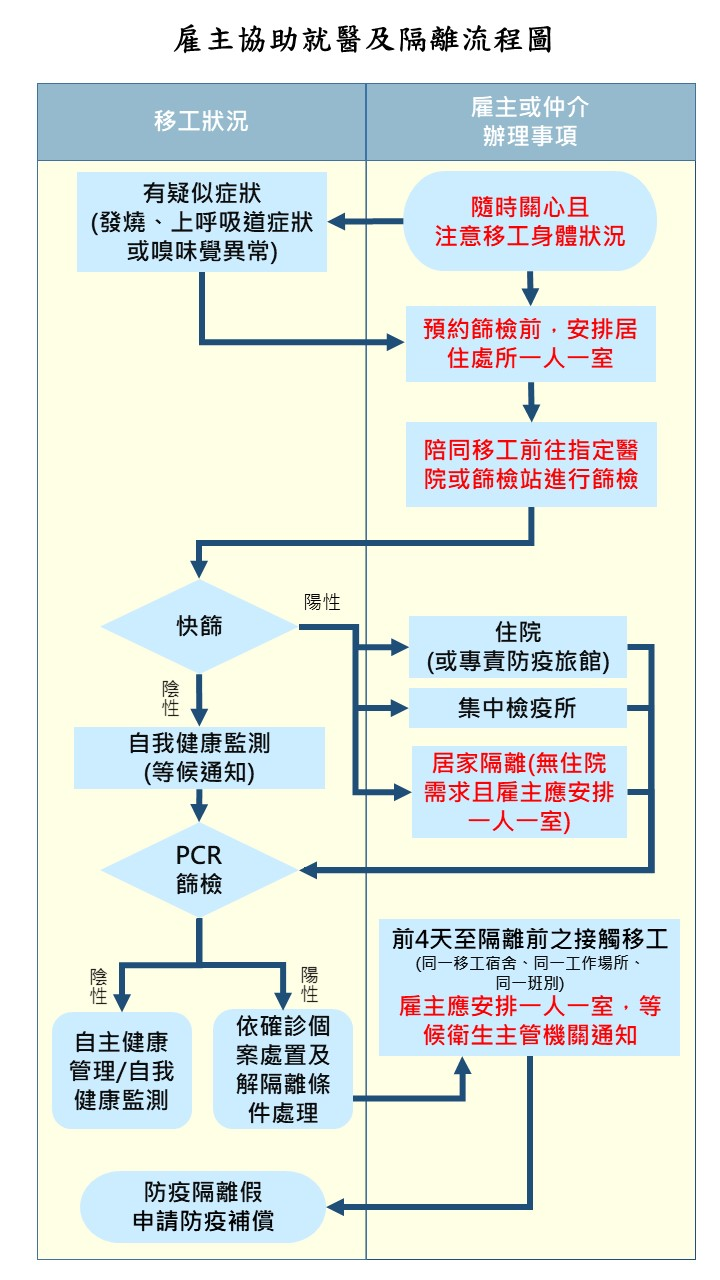 雇主協助就醫及隔離流程圖
移工狀況
雇主或仲介
辦理事項
有疑似症狀
(發燒、上呼吸道症狀
或嗅味覺異常)
隨時關心且
注意移工身體狀況
預約篩檢前，安排居
住處所一人一室
陪同移工前往指定醫
院或篩檢站進行篩檢
快篩
陽性
住院
(或專責防疫旅館)
集中檢疫所
居家隔離(無住院
需求且雇主應安排
一人一室)
陰性
自我健康監測
(等候通知)
PCR
篩檢
陰性
陽性
自主健康
管理/自我
健康監測
依確診個
案處置及
解隔離條
件處理
前4天至隔離前之接觸移工
(同一移工宿舍、同一工作場所、
同一班別)
雇主應安排一人一室，等
候衛生主管機關通知
防疫隔離假
申請防疫補償